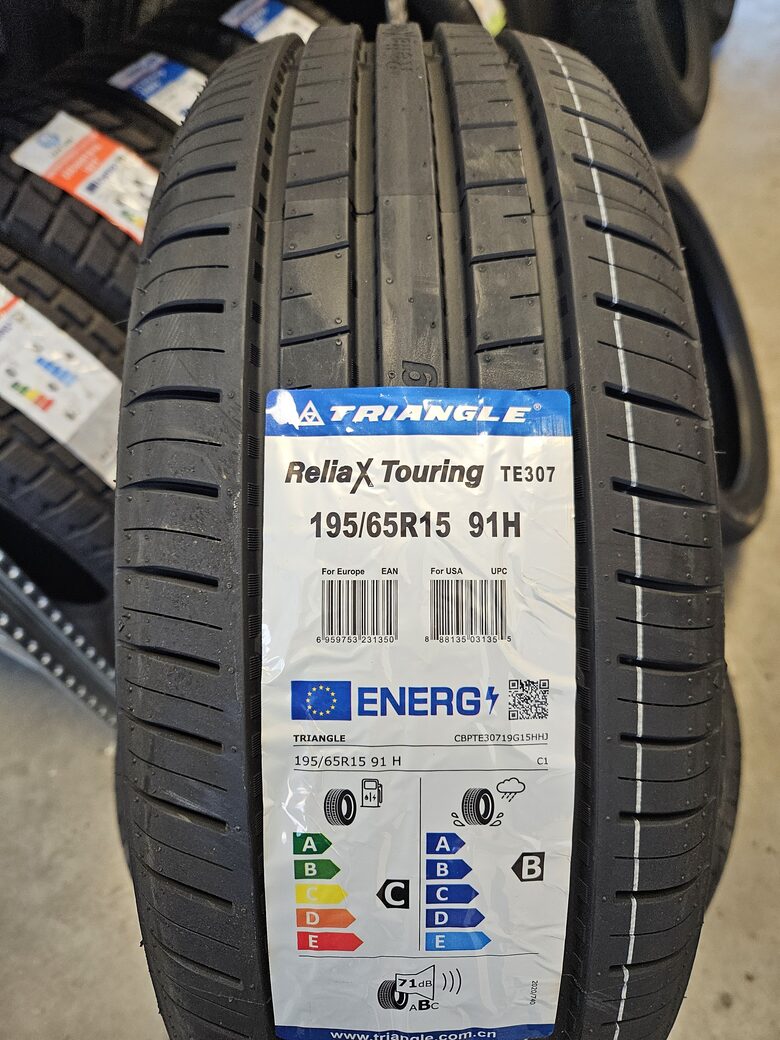 TRIANGLE®
ReliaX Touring TE307
195/65R15 91H
For Europe EAN
For USA UPC
6 959753 231350
8 88135 03135 5
ENERG
TRIANGLE CBPTE30719G15HHJ
195/65R15 91 H C1
A
B
C
D
E
C
A
B
C
D
E
B
71dB
ABC
2020/740
www.triangle.com.cn